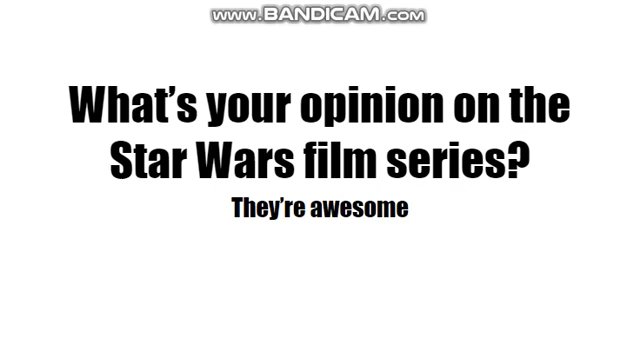 www.BANDICAM.com
What's your opinion on the
Star Wars film series?
They're awesome